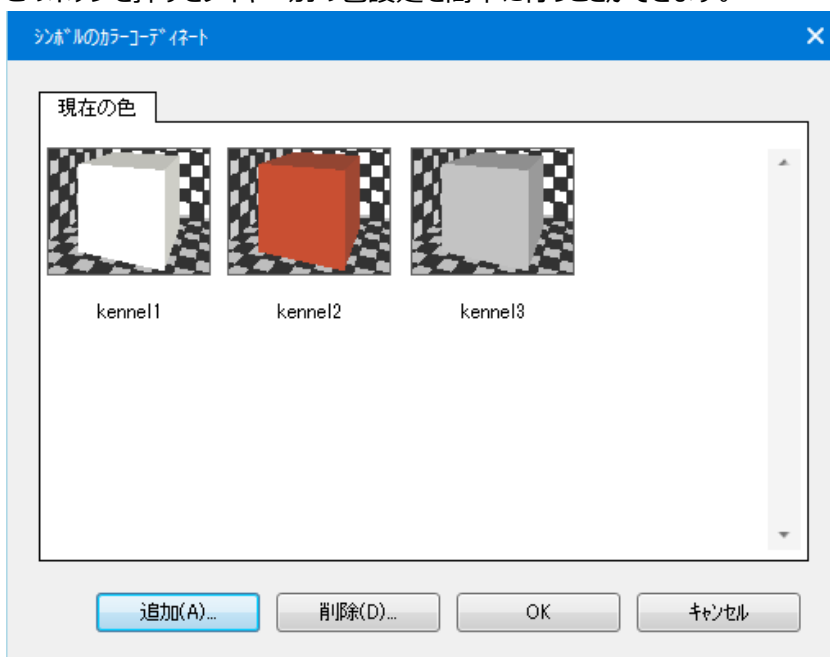 シンボルのカラーコーディネート
現在の色
kennel1
kennel2
kennel3
追加(A)...
削除(D)...
OK
キャンセル